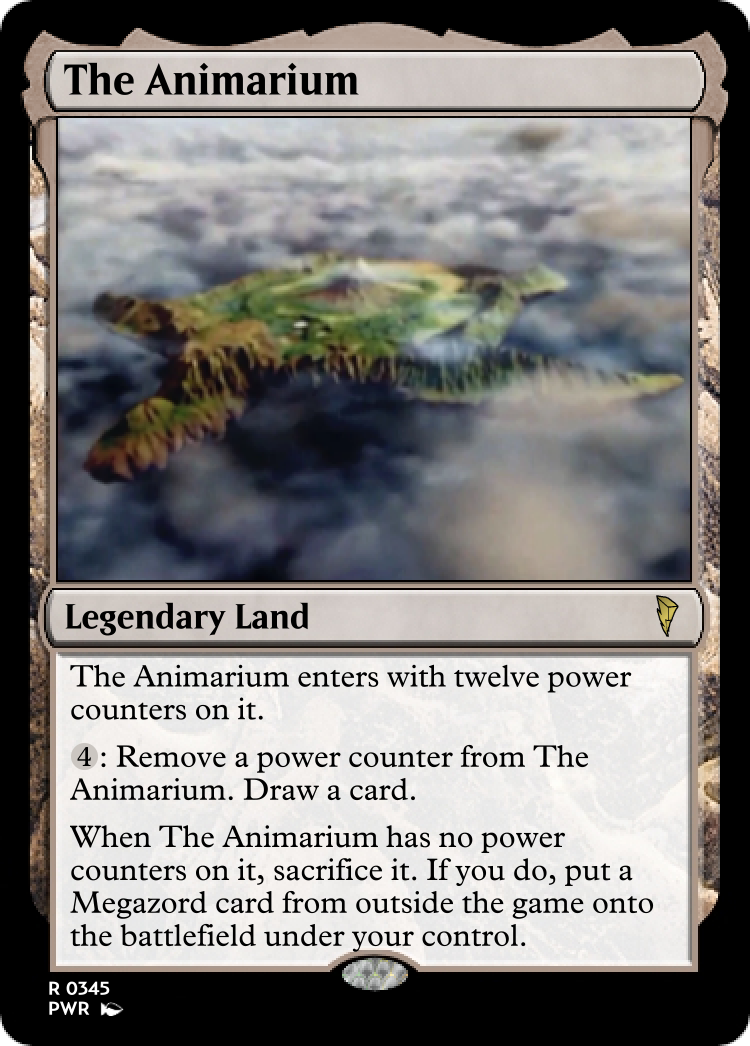 The Animarium
Legendary Land
The Animarium enters with twelve power
counters on it.
4: Remove a power counter from The
Animarium. Draw a card.
When The Animarium has no power
counters on it, sacrifice it. If you do, put a
Megazord card from outside the game onto
the battlefield under your control.
R 0345
PWR